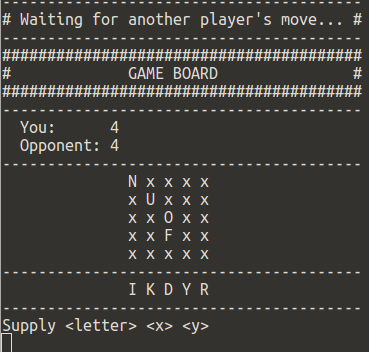 ----------------------------------------
# Waiting for another player's move... #
----------------------------------------
########################################
#             GAME BOARD               #
########################################
----------------------------------------
  You:      4
  Opponent: 4
----------------------------------------
              N x x x x
              x U x x x
              x x O x x
              x x F x x
              x x x x x
----------------------------------------
              I K D Y R
----------------------------------------
Supply <letter> <x> <y>